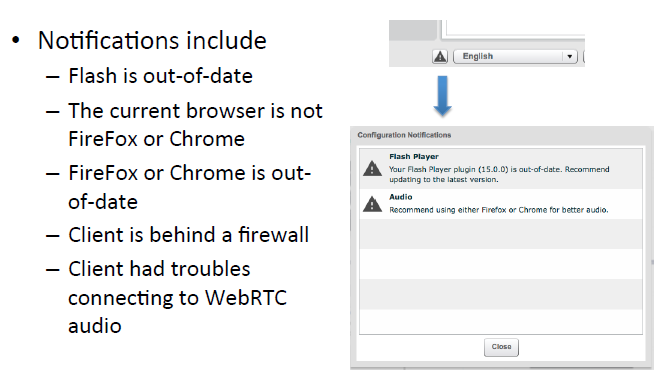 • Notifications include
– Flash is out-of-date
– The current browser is not
FireFox or Chrome
– FireFox or Chrome is out-
of-date
– Client is behind a firewall
– Client had troubles
connecting to WebRTC
audio
English
Configuration Notifications
Flash Player
Your Flash Player plugin (15.0.0) is out-of-date. Recommend
updating to the latest version.
Audio
Recommend using either Firefox or Chrome for better audio.
Close